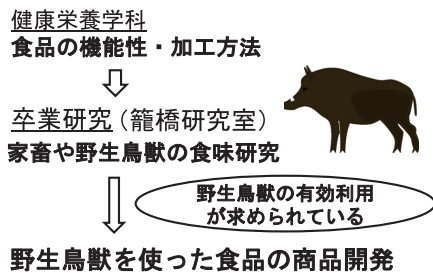 健康栄養学科
食品の機能性・加工方法
卒業研究（籠橋研究室）
家畜や野生鳥獣の食味研究
野生鳥獣の有効利用
が求められている
野生鳥獣を使った食品の商品開発